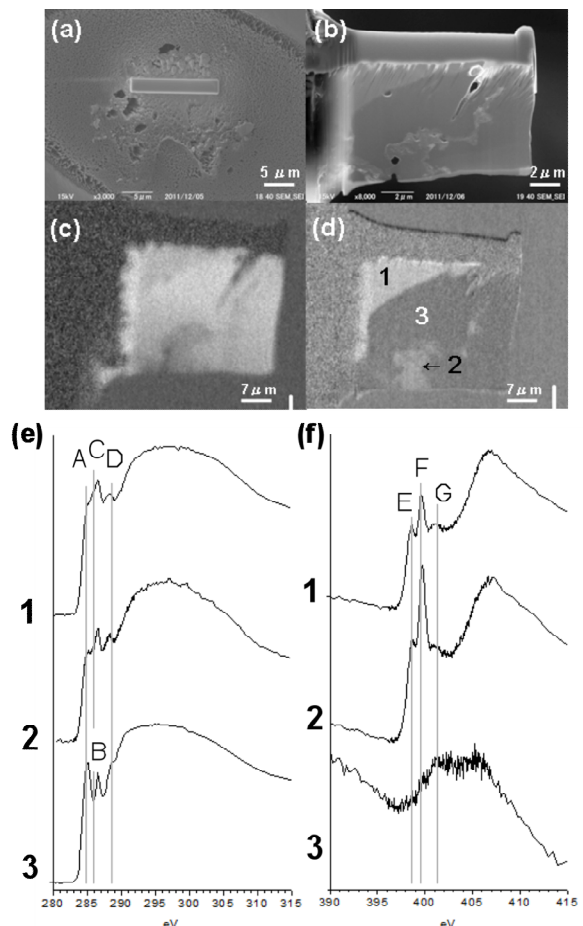 (a)
5 μm
15kV ×3,000 5μm 2011/12/05 18 40 SEM_SEI
(b)
2 μm
×8,000 2μm 2011/12/06 19 40 SEM_SEI
(c)
7 μm
(d)
1
3
← 2
7 μm
(e)
A C D
1
2
B
3
280 285 290 295 300 305 310 315
eV
(f)
E F G
1
2
3
390 395 400 405 410 415
eV